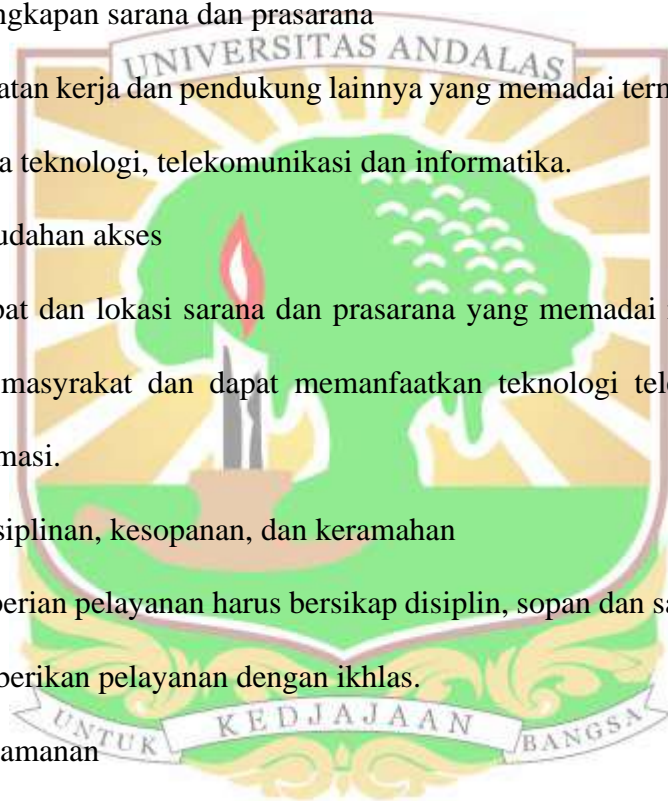 ngkapan sarana dan prasarana
UNIVERSITAS ANDALAS
atan kerja dan pendukung lainnya yang memadai term
a teknologi, telekomunikasi dan informatika.
udahan akses
pat dan lokasi sarana dan prasarana yang memadai
masyrakat dan dapat memanfaatkan teknologi tele
masi.
siplinan, kesopanan, dan keramahan
berian pelayanan harus bersikap disiplin, sopan dan sa
berikan pelayanan dengan ikhlas.
UNTUK KEDJAJAAN BANGSA
amanan